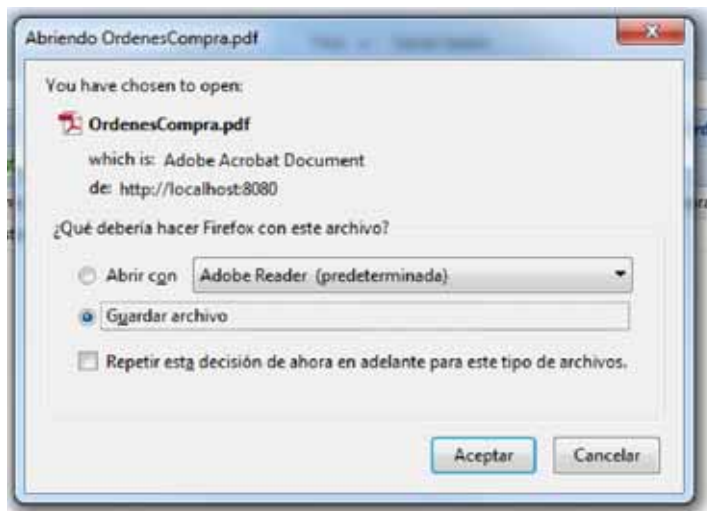 Abriendo OrdenesCompra.pdf
You have chosen to open:
OrdenesCompra.pdf
which is: Adobe Acrobat Document
de: http://localhost:8080
¿Qué debería hacer Firefox con este archivo?
Abrir con Adobe Reader (predeterminada)
Guardar archivo
Repetir esta decisión de ahora en adelante para este tipo de archivos.
Aceptar Cancelar